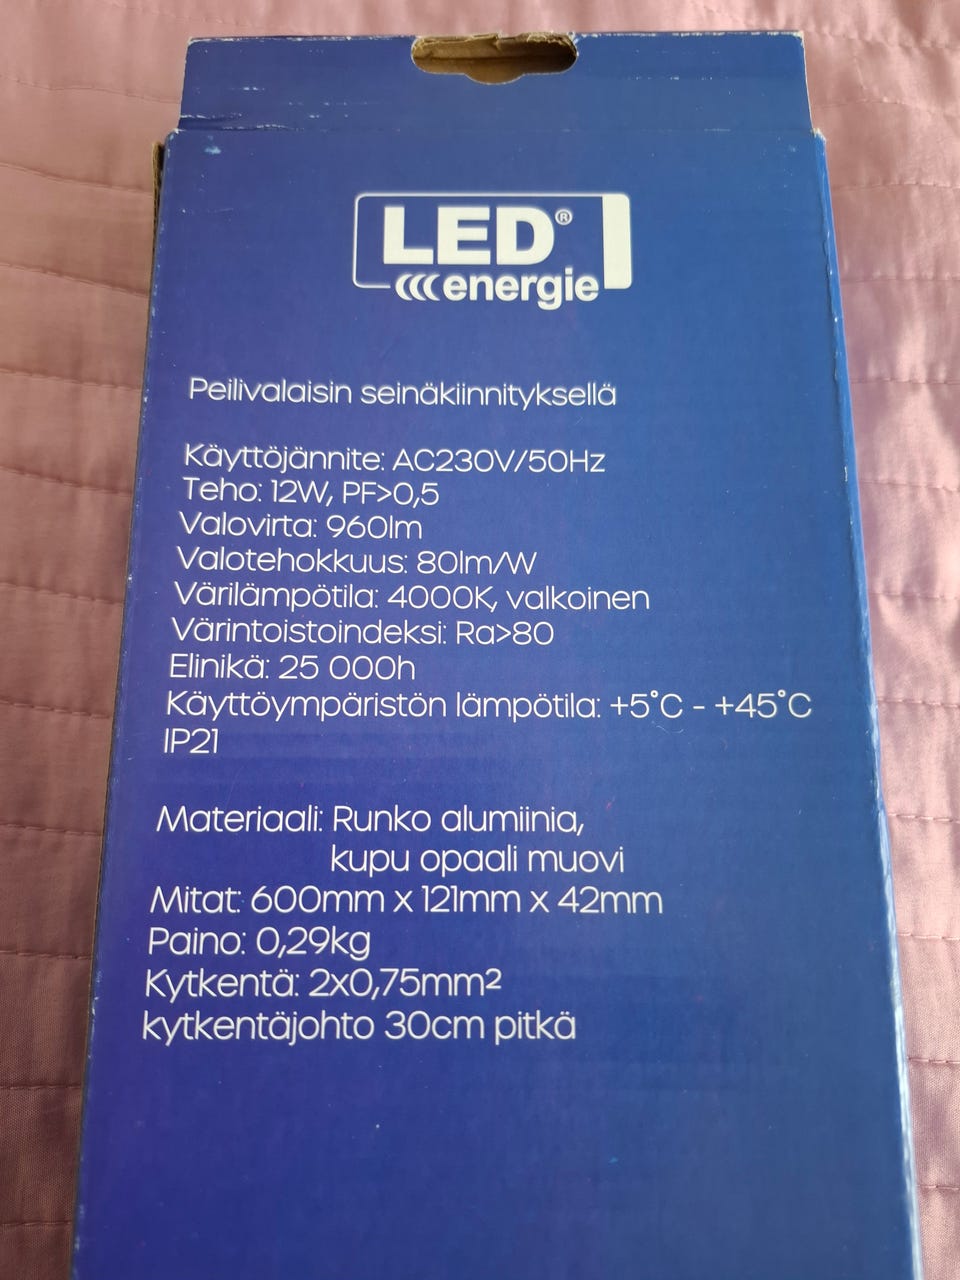 LED®
energie
Peilivalaisin seinäkiinnityksellä
Käyttöjännite: AC230V/50Hz
Teho: 12W, PF>0,5
Valovirta: 960lm
Valotehokkuus: 80lm/W
Värilämpötila: 4000K, valkoinen
Värintoistoindeksi: Ra>80
Elinikä: 25 000h
Käyttöympäristön lämpötila: +5°C - +45°C
IP21
Materiaali: Runko alumiinia,
kupu opaali muovi
Mitat: 600mm x 121mm x 42mm
Paino: 0,29kg
Kytkentä: 2x0,75mm²
kytkentäjohto 30cm pitkä